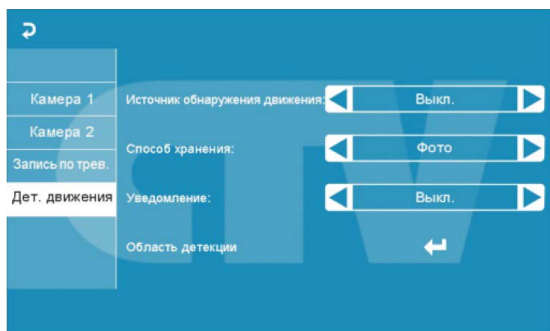 Камера 1
Камера 2
Запись по трев.
Дет. движения
Источник обнаружения движения:
Выкл.
Способ хранения:
Фото
Уведомление:
Выкл.
Область детекции
CTV